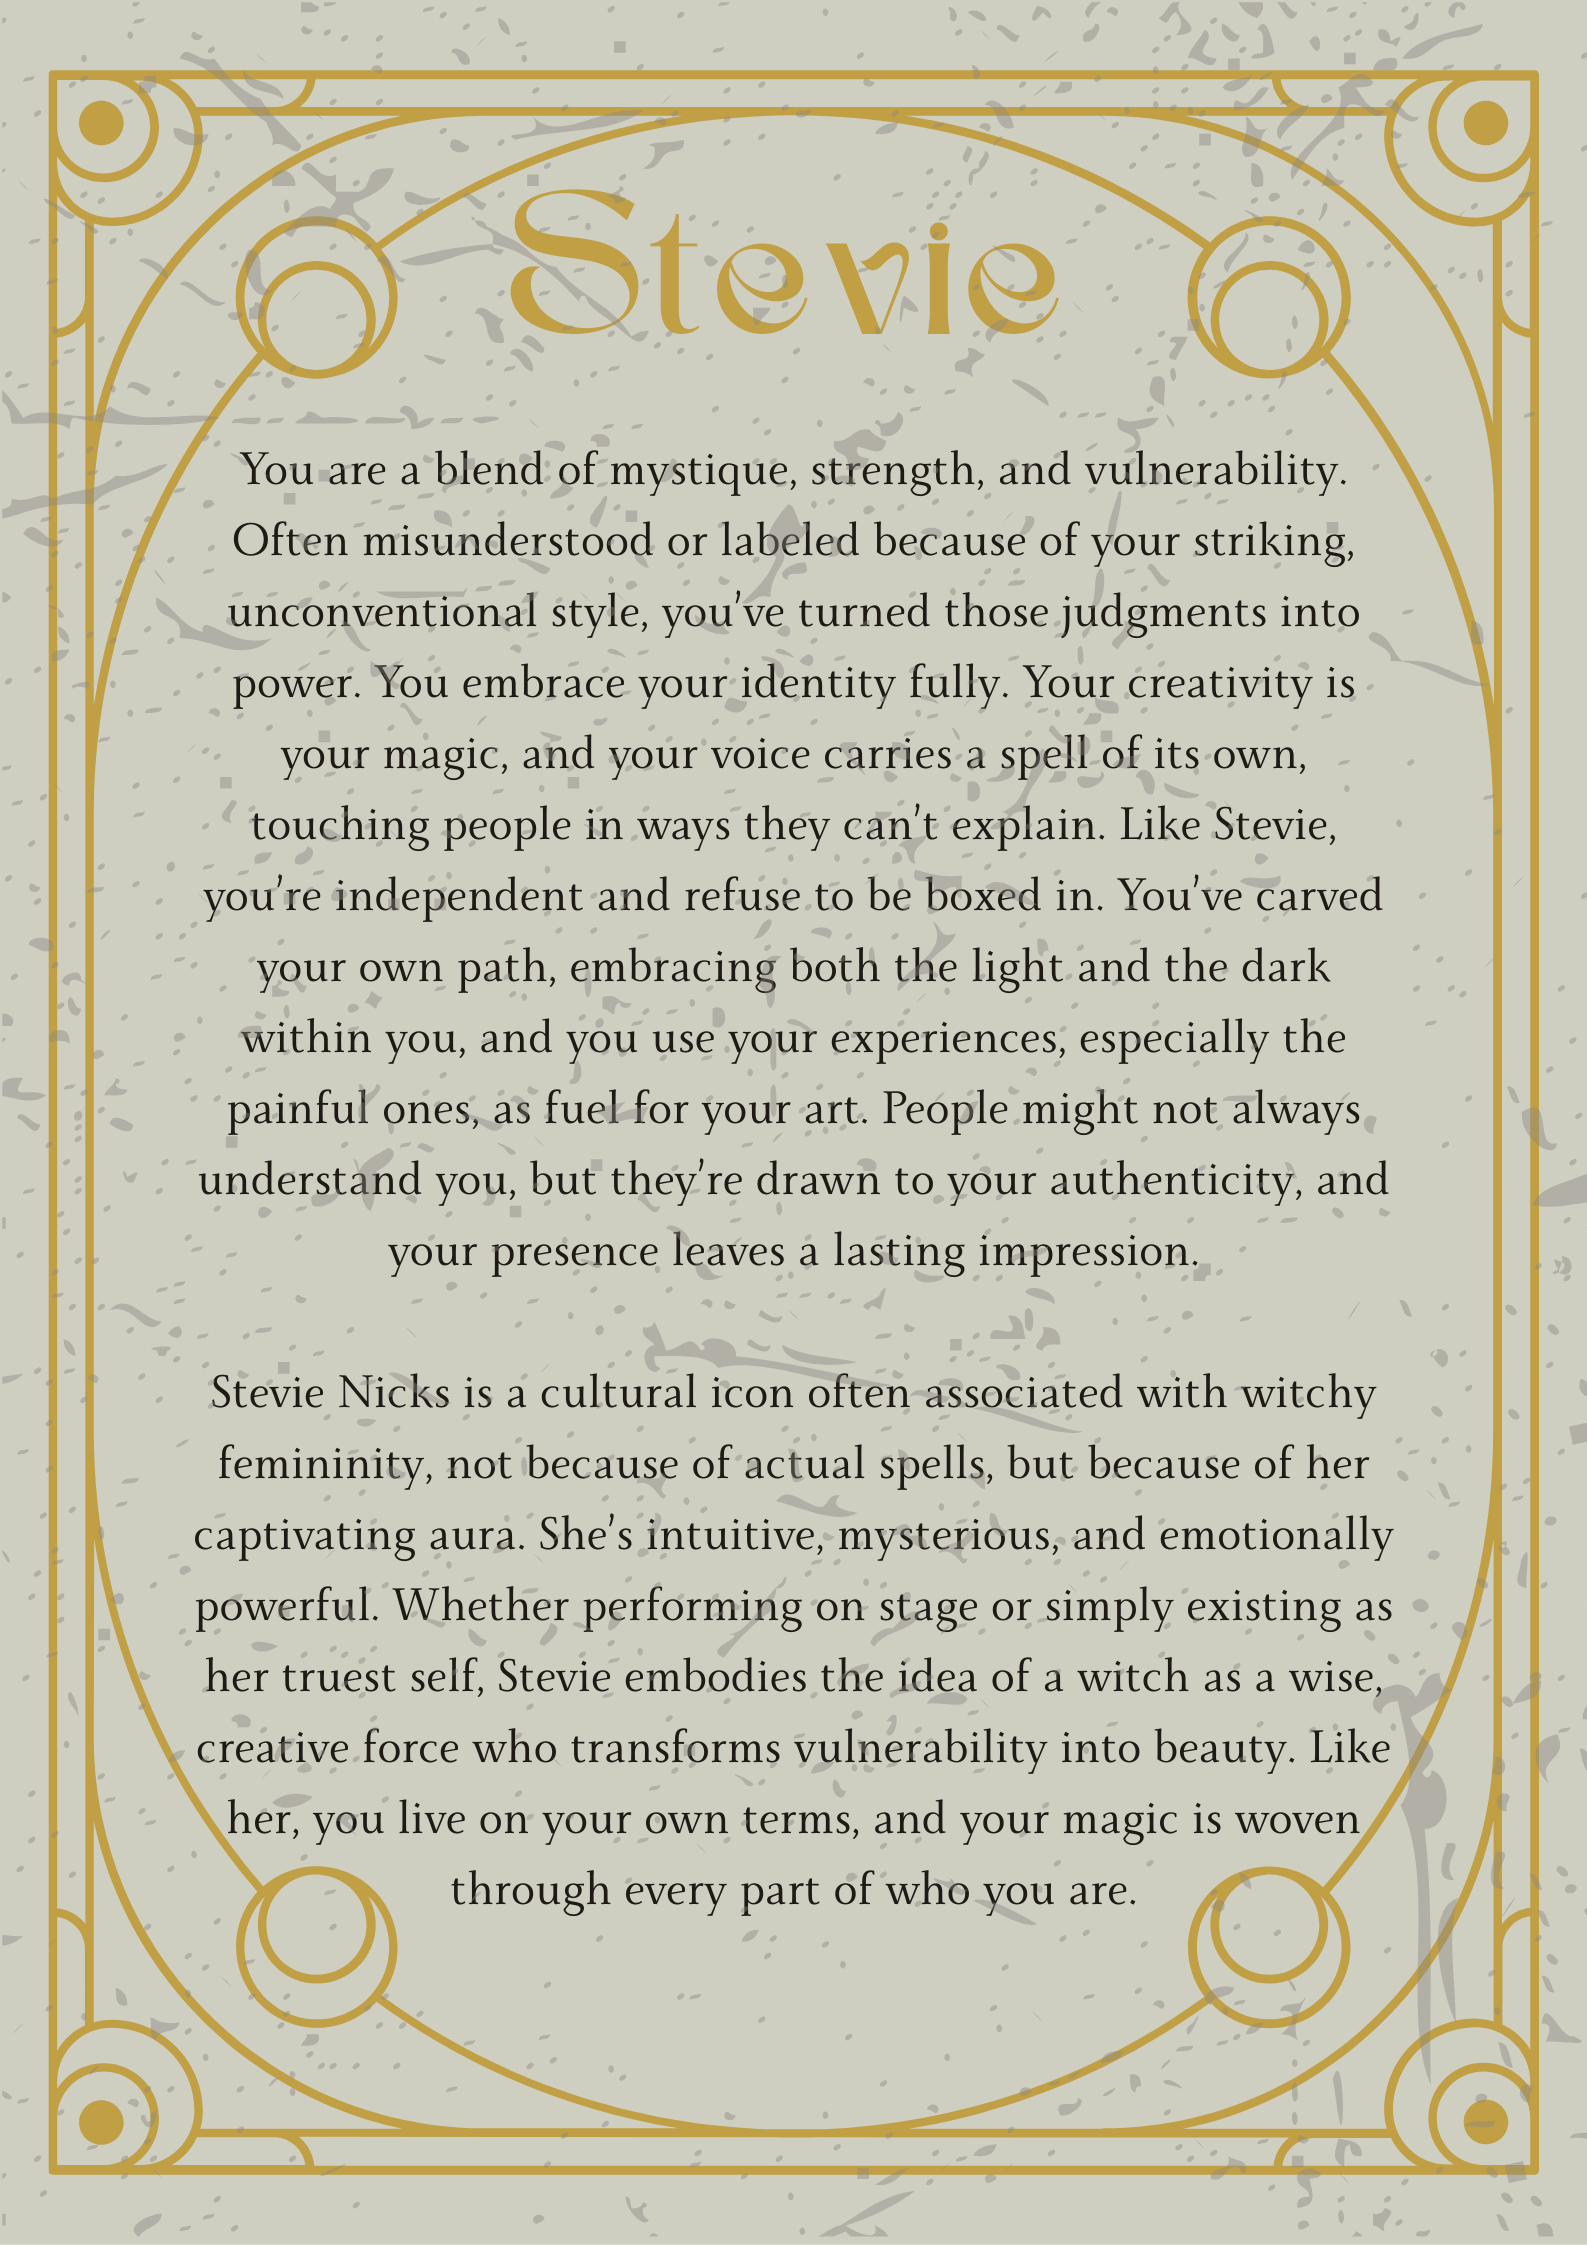 Stevie
You are a blend of mystique, strength, and vulnerability.
Often misunderstood or labeled because of your striking,
unconventional style, you’ve turned those judgments into
power. You embrace your identity fully. Your creativity is
your magic, and your voice carries a spell of its own,
touching people in ways they can’t explain. Like Stevie,
you’re independent and refuse to be boxed in. You’ve carved
your own path, embracing both the light and the dark
within you, and you use your experiences, especially the
painful ones, as fuel for your art. People might not always
understand you, but they’re drawn to your authenticity, and
your presence leaves a lasting impression.
Stevie Nicks is a cultural icon often associated with witchy
femininity, not because of actual spells, but because of her
captivating aura. She’s intuitive, mysterious, and emotionally
powerful. Whether performing on stage or simply existing as
her truest self, Stevie embodies the idea of a witch as a wise,
creative force who transforms vulnerability into beauty. Like
her, you live on your own terms, and your magic is woven
through every part of who you are.